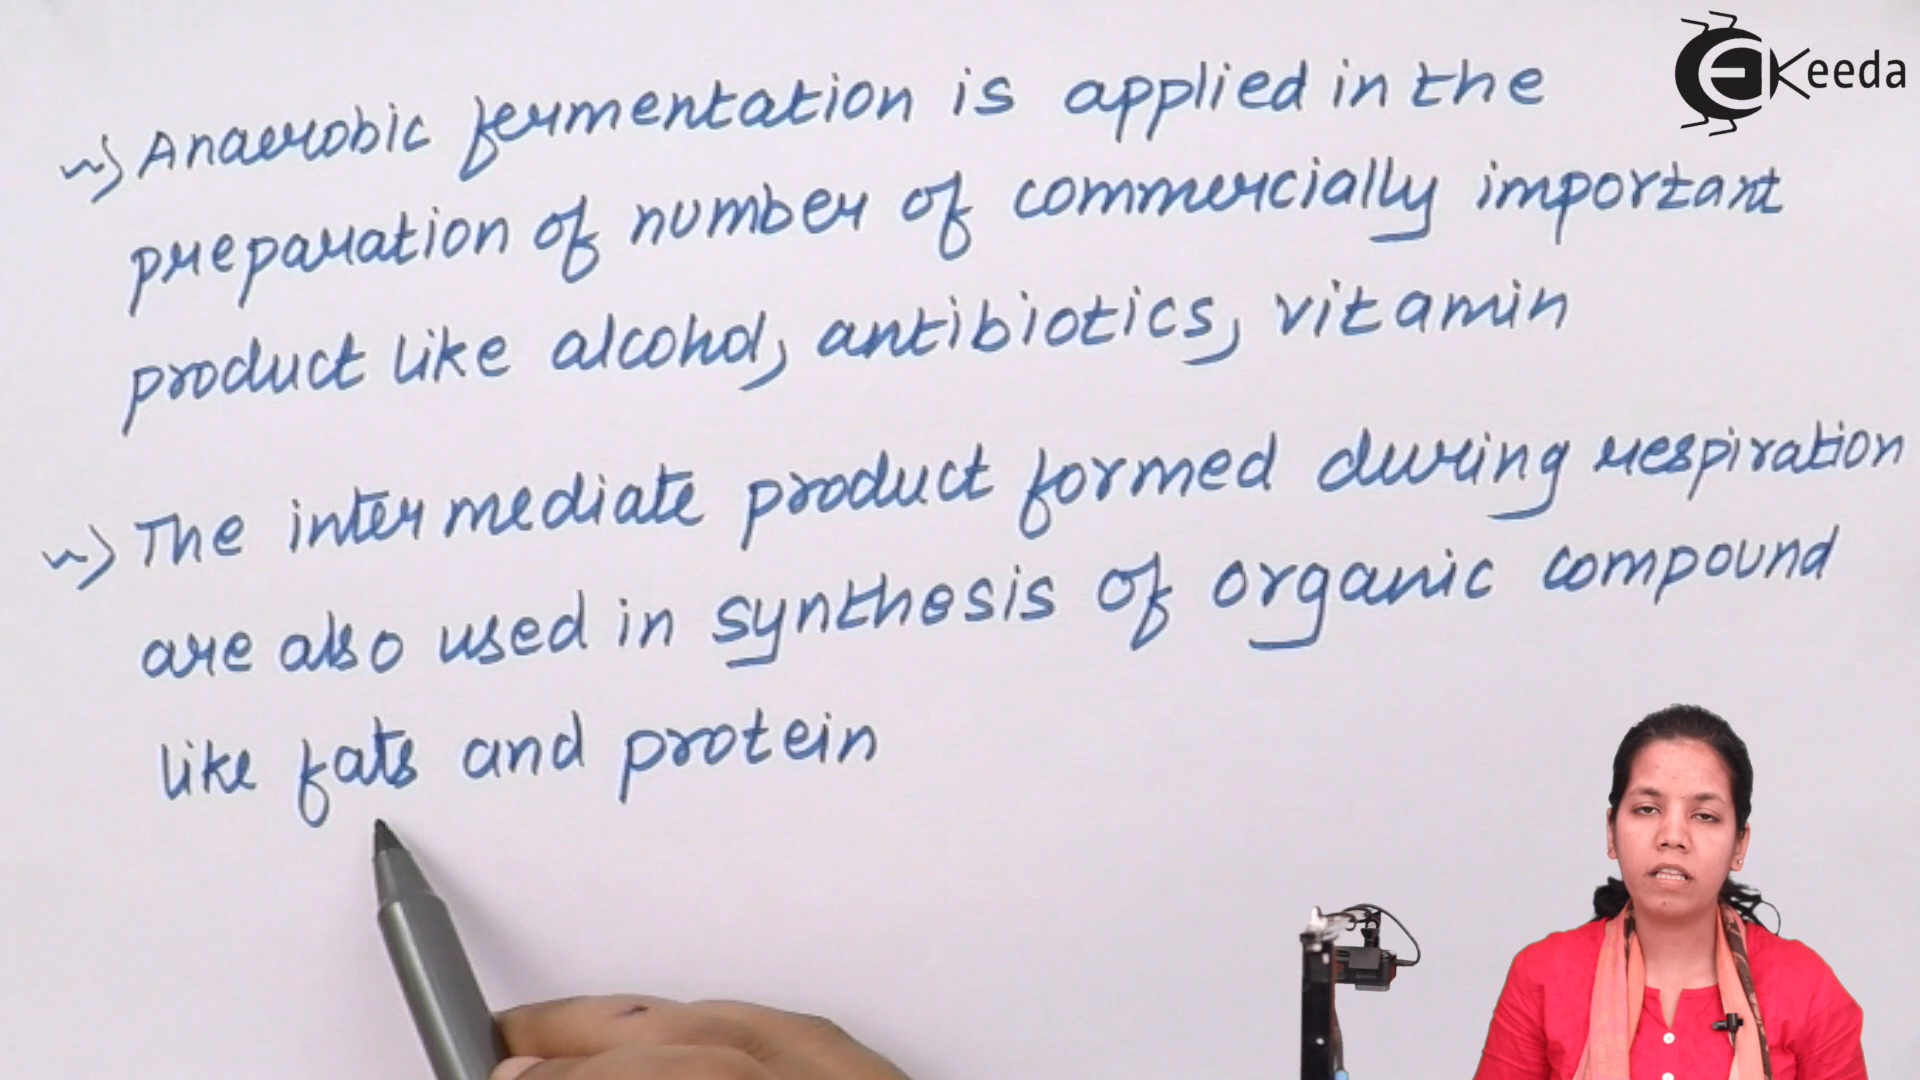 Keeda
~) Anaerobic fermentation is applied in the
preparation of number of commercially important
product like alcohol, antibiotics, vitamin
~) The intermediate product formed during respiration
are also used in synthesis of organic compound
like fats and protein